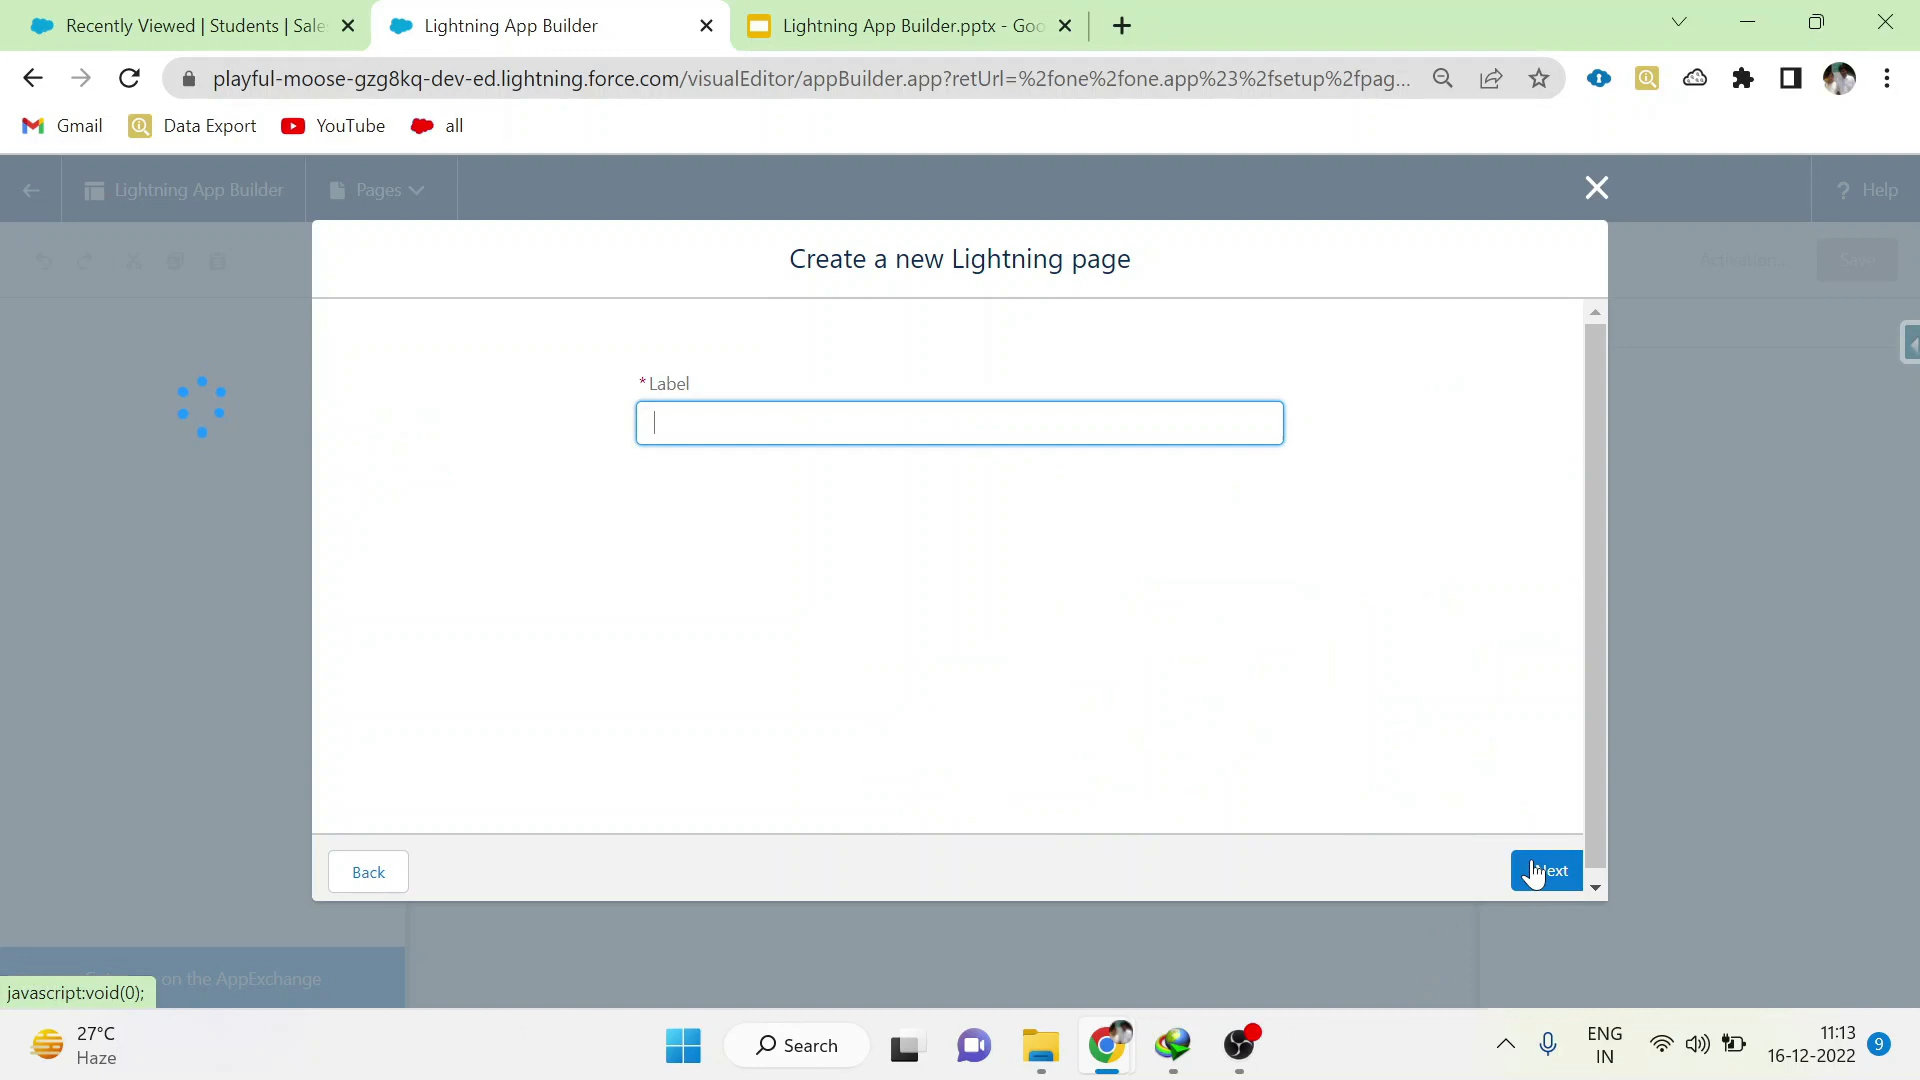 Recently Viewed | Students | Sale
Lightning App Builder
Lightning App Builder.pptx - Goo
playful-moose-gzg8kq-dev-ed.lightning.force.com/visualEditor/appBuilder.app?retUrl=%2fone%2fone.app%23%2fsetup%2fpag...
Gmail
Data Export
YouTube
all
Lightning App Builder
Pages
? Help
Create a new Lightning page
Activation...
Save
*Label
Back
Next
on the AppExchange
javascript:void(0);
27°C
Haze
Search
ENG
IN
11:13
16-12-2022
9